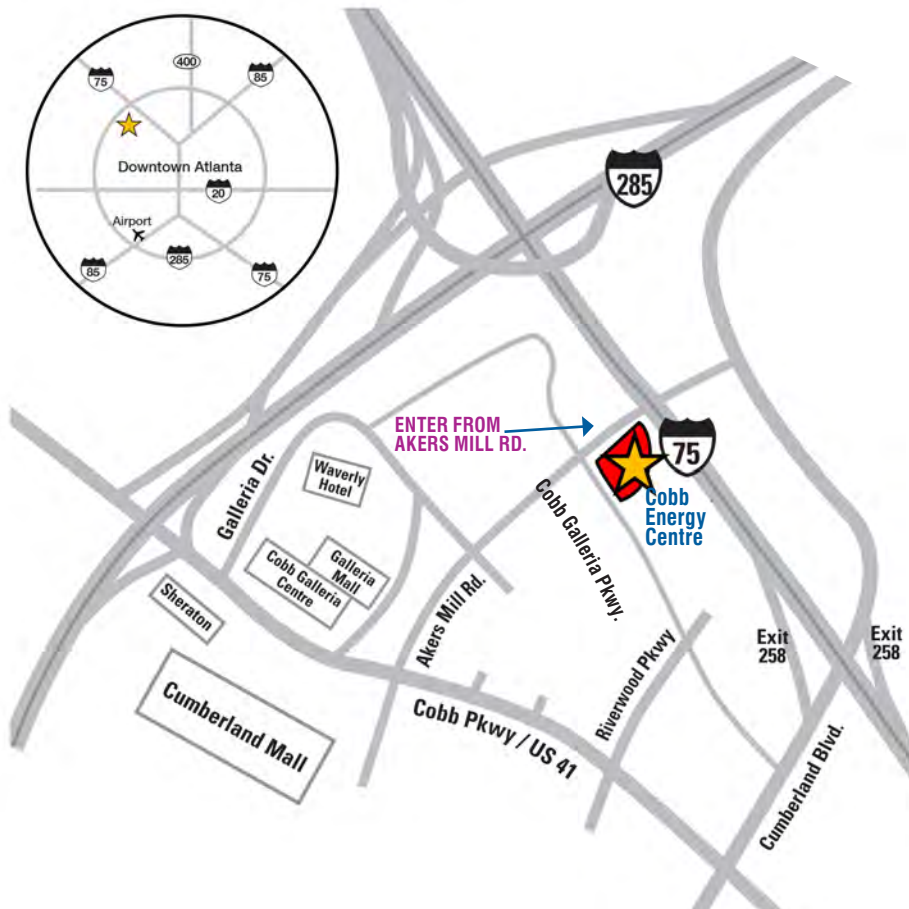 400
75
85
Downtown Atlanta
20
Airport
85
285
75
285
ENTER FROM
AKERS MILL RD.
75
Cobb
Energy
Centre
Galleria Dr.
Waverly
Hotel
Cobb Galleria Pkwy.
Galleria
Mall
Cobb Galleria
Centre
Sheraton
Akers Mill Rd.
Riverwood Pkwy
Exit
258
Exit
258
Cumberland Mall
Cobb Pkwy / US 41
Cumberland Blvd.